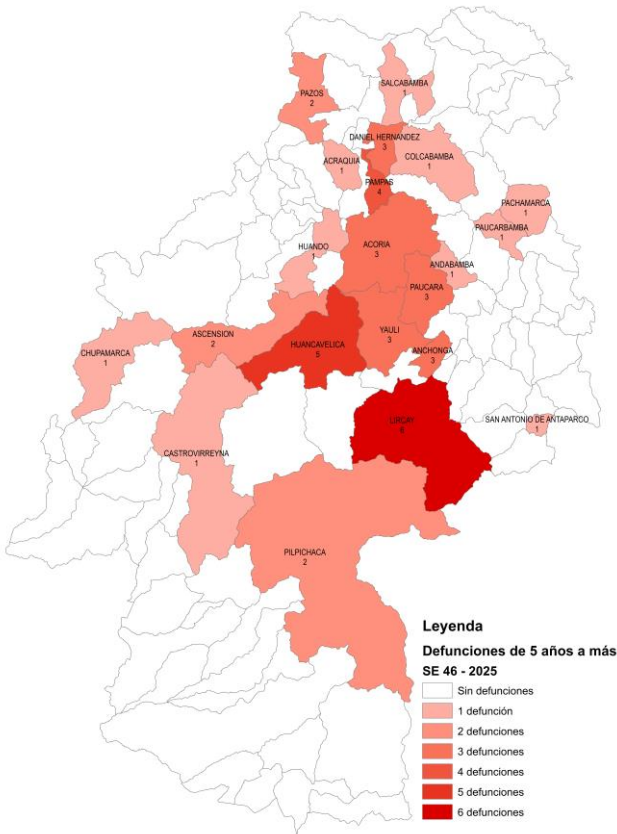 SALCABAMBA
1
PAZOS
2
DANIEL HERNANDEZ
3
COLCABAMBA
1
ACRAQUIA
1
PAMPAS
4
PACHAMARCA
1
PAUCARBAMBA
1
HUANDO
1
ACORIA
3
ANDABAMBA
1
PAUCARA
3
ASCENSION
2
YAULI
3
HUANCAVELICA
5
ANCHONGA
3
CHUPAMARCA
1
LIRCAY
6
SAN ANTONIO DE ANTAPARCO
1
CASTROVIRREYNA
1
PILPICHACA
2
Leyenda
Defunciones de 5 años a más
SE 46 - 2025
Sin defunciones
1 defunción
2 defunciones
3 defunciones
4 defunciones
5 defunciones
6 defunciones